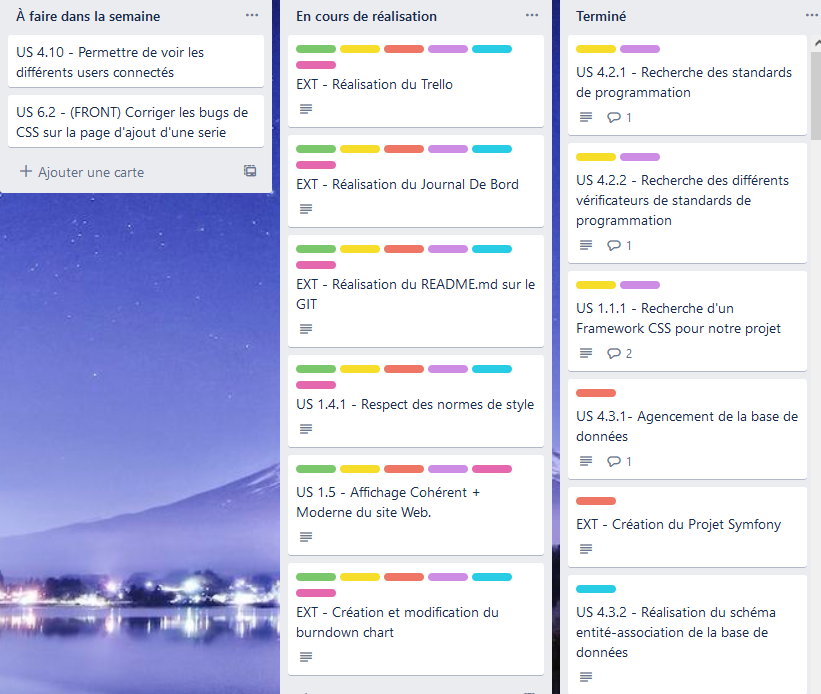 À faire dans la semaine
US 4.10 - Permettre de voir les
différents users connectés
US 6.2 - (FRONT) Corriger les bugs de
CSS sur la page d'ajout d'une serie
Ajouter une carte
En cours de réalisation
EXT - Réalisation du Trello
EXT - Réalisation du Journal De Bord
EXT - Réalisation du README.md sur le
GIT
US 1.4.1 - Respect des normes de style
US 1.5 - Affichage Cohérent +
Moderne du site Web.
EXT - Création et modification du
burndown chart
Terminé
US 4.2.1 - Recherche des standards
de programmation
1
US 4.2.2 - Recherche des différents
vérificateurs de standards de
programmation
1
US 1.1.1 - Recherche d'un
Framework CSS pour notre projet
2
US 4.3.1- Agencement de la base de
données
1
EXT - Création du Projet Symfony
US 4.3.2 - Réalisation du schéma
entité-association de la base de
données